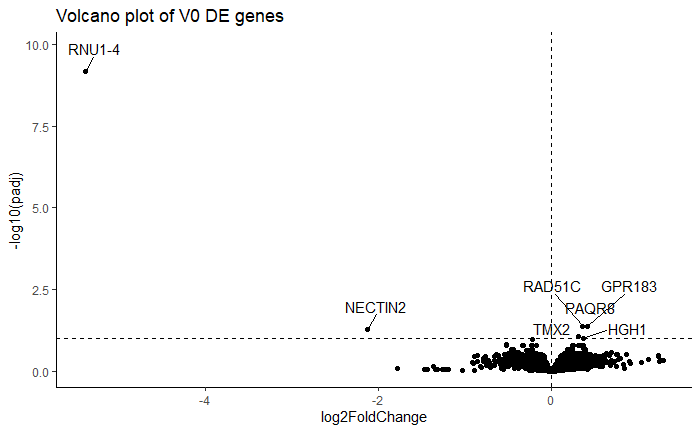 Volcano plot of V0 DE genes
10.0
RNU1-4
7.5
-log10(padj)
5.0
2.5
RAD51C
GPR183
NECTIN2
PAQR8
TMX2
HGH1
0.0
-4
-2
0
log2FoldChange